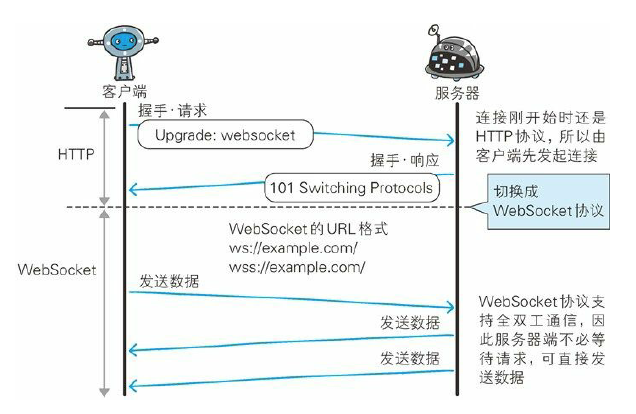 客户端
服务器
握手·请求
Upgrade: websocket
连接刚开始时还是
HTTP协议，所以由
客户端先发起连接
HTTP
握手·响应
101 Switching Protocols
切换成
WebSocket协议
WebSocket的URL格式
ws://example.com/
wss://example.com/
WebSocket
发送数据
发送数据
发送数据
WebSocket协议支
持全双工通信，因
此服务器端不必等
待请求，可直接发
送数据